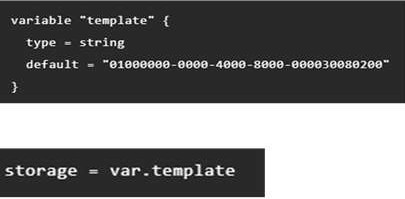 variable "template" {
type = string
default = "01000000-0000-4000-8000-000030080200"
}
storage = var.template